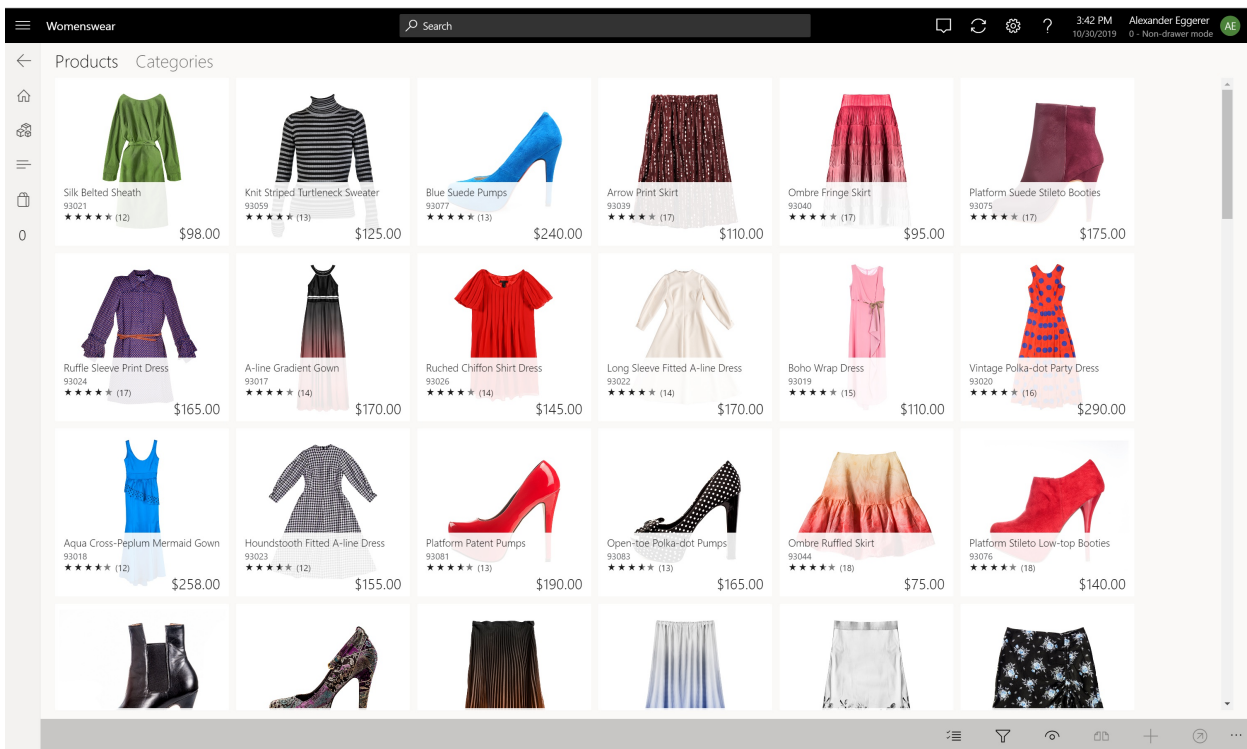 Womenswear
Search
3:42 PM
10/30/2019
Alexander Eggerer
0 - Non-drawer mode
AE
Products Categories
0
Silk Belted Sheath
93021
(12)
$98.00
Knit Striped Turtleneck Sweater
93059
(13)
$125.00
Blue Suede Pumps
93077
(13)
$240.00
Arrow Print Skirt
93039
(17)
$110.00
Ombre Fringe Skirt
93040
(17)
$95.00
Platform Suede Stileto Booties
93075
(17)
$175.00
Ruffle Sleeve Print Dress
93024
(17)
$165.00
A-line Gradient Gown
93017
(14)
$170.00
Ruched Chiffon Shirt Dress
93026
(14)
$145.00
Long Sleeve Fitted A-line Dress
93022
(14)
$170.00
Boho Wrap Dress
93019
(15)
$110.00
Vintage Polka-dot Party Dress
93020
(16)
$290.00
Aqua Cross-Peplum Mermaid Gown
93018
(12)
$258.00
Houndstooth Fitted A-line Dress
93023
(12)
$155.00
Platform Patent Pumps
93081
(13)
$190.00
Open-toe Polka-dot Pumps
93083
(13)
$165.00
Ombre Ruffled Skirt
93044
(18)
$75.00
Platform Stileto Low-top Booties
93076
(18)
$140.00